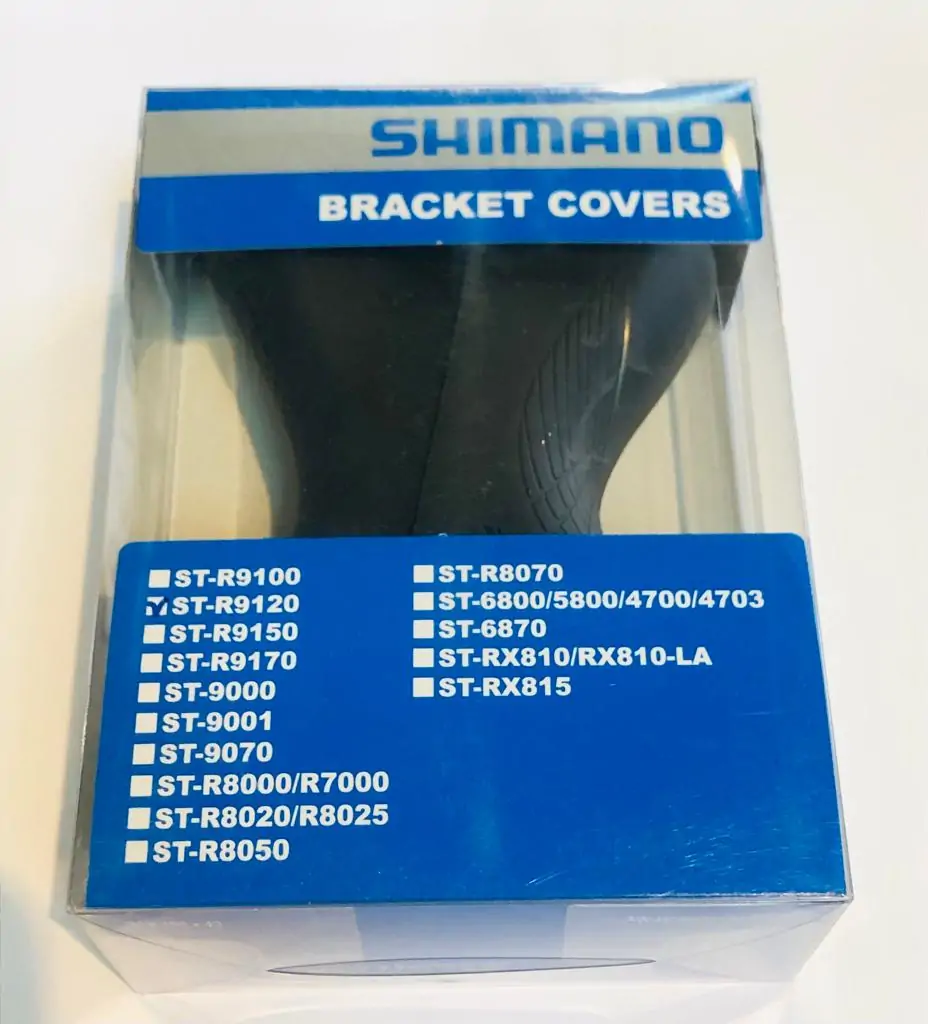 SHIMANO
BRACKET COVERS
ST-R9100
ST-R9120
ST-R9150
ST-R9170
ST-9000
ST-9001
ST-9070
ST-R8000/R7000
ST-R8020/R8025
ST-R8050
ST-R8070
ST-6800/5800/4700/4703
ST-6870
ST-RX810/RX810-LA
ST-RX815